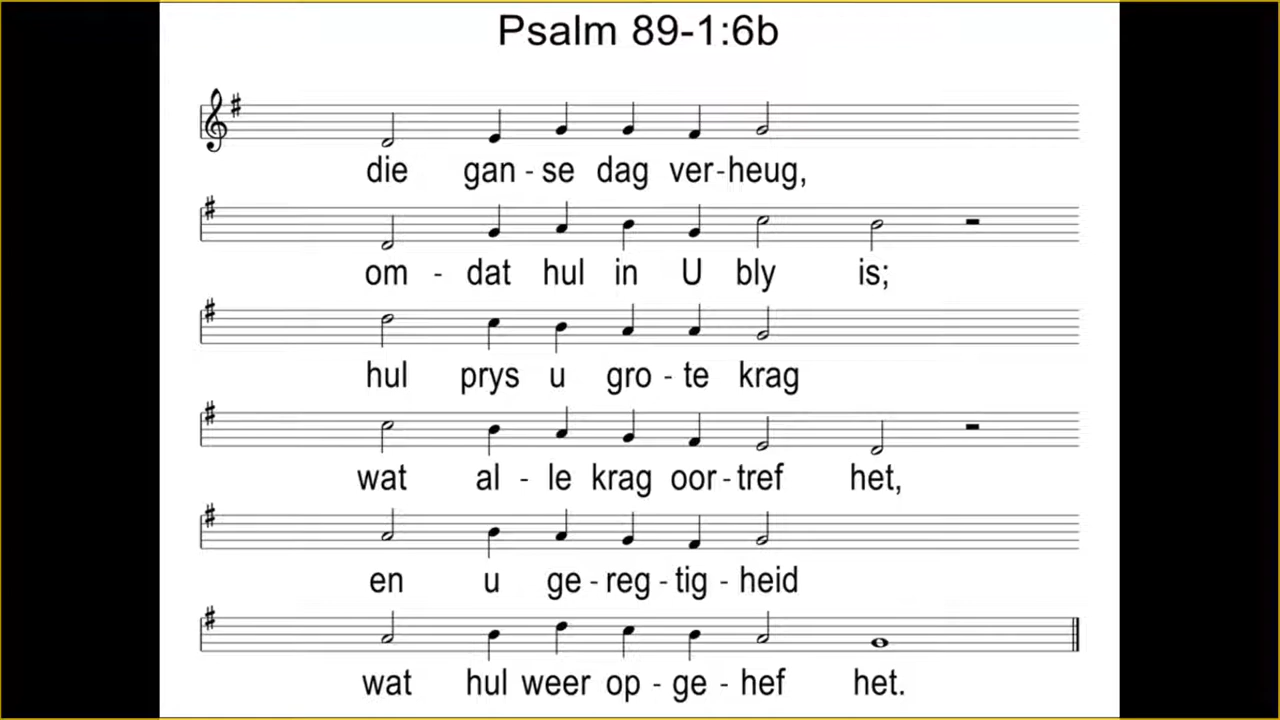 Psalm 89-1:6b
die gan - se dag ver-heug,
om - dat hul in U bly is;
hul prys u gro - te krag
wat al - le krag oor-tref het,
en u ge-reg-tig-heid
wat hul weer op-ge-hef het.